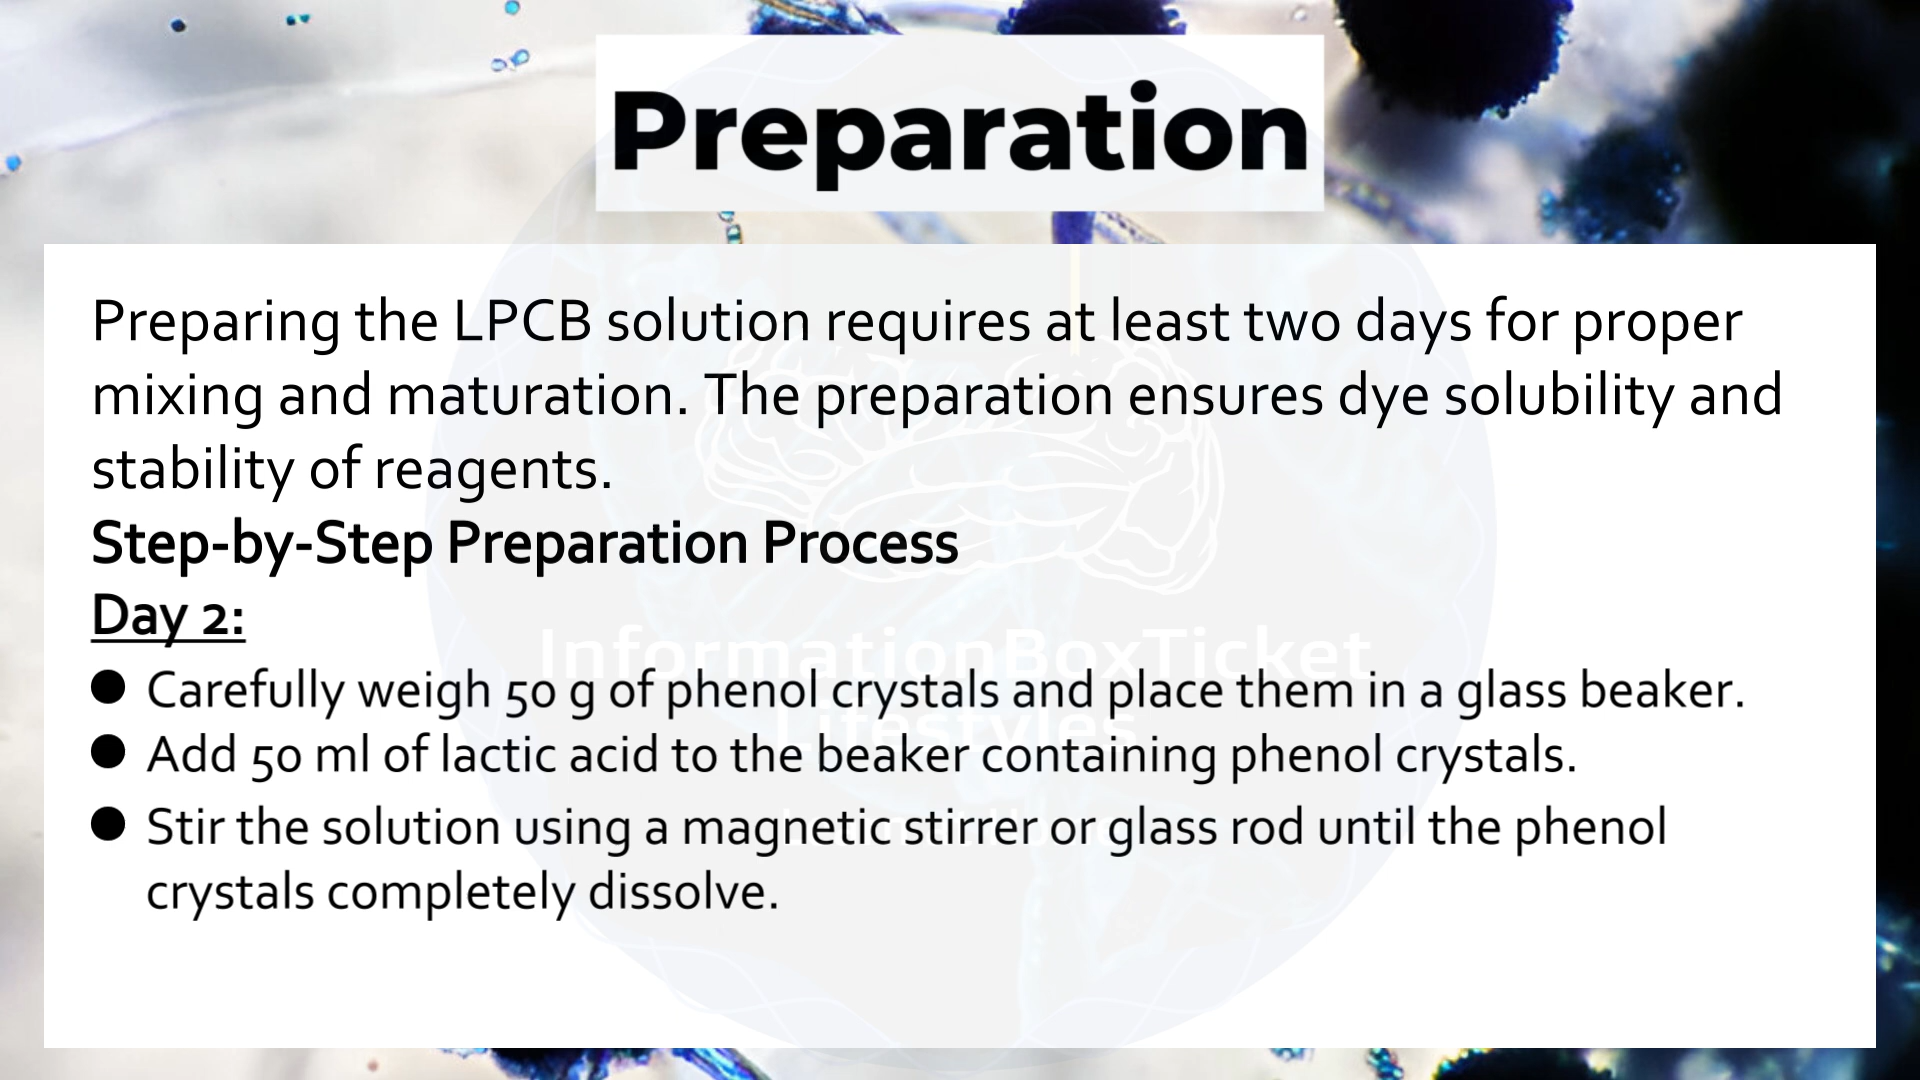 Preparation
Preparing the LPCB solution requires at least two days for proper
mixing and maturation. The preparation ensures dye solubility and
stability of reagents.
Step-by-Step Preparation Process
Day 2:
● Carefully weigh 50 g of phenol crystals and place them in a glass beaker.
● Add 50 ml of lactic acid to the beaker containing phenol crystals.
● Stir the solution using a magnetic stirrer or glass rod until the phenol
crystals completely dissolve.
InformationBoxTicket
Lifestyles